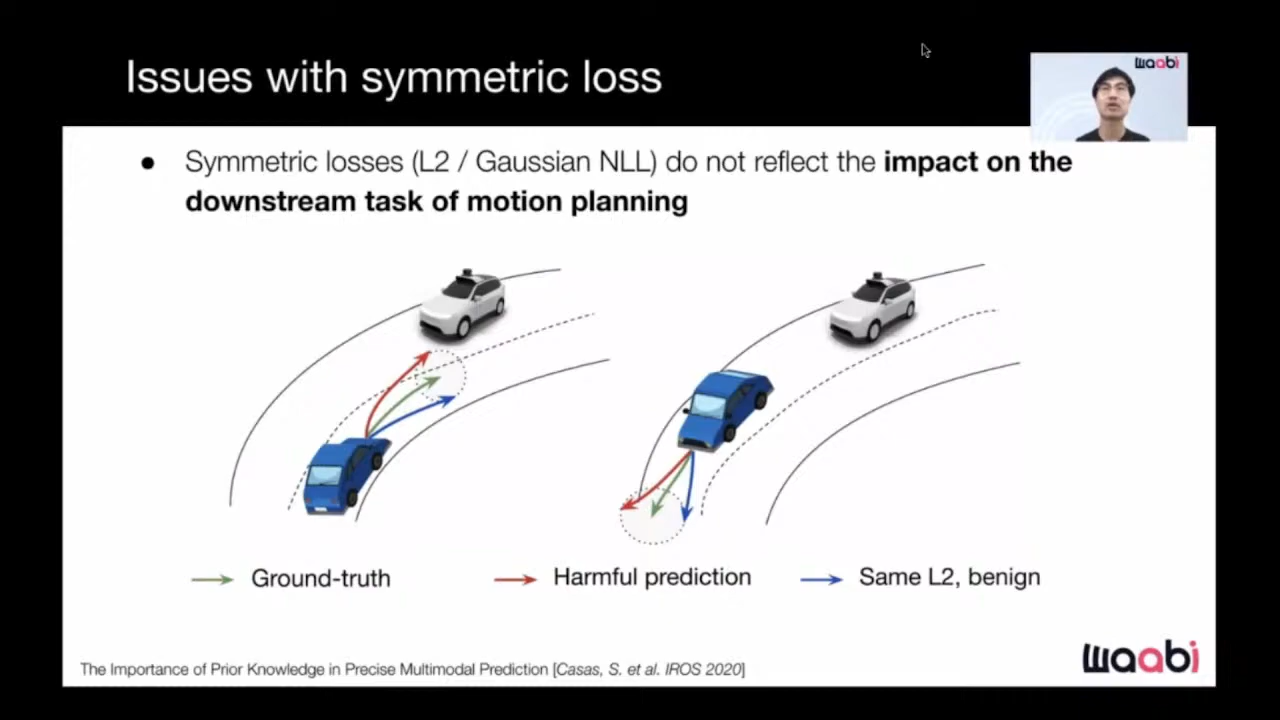 Issues with symmetric loss
waabi
● Symmetric losses (L2 / Gaussian NLL) do not reflect the impact on the
downstream task of motion planning
Ground-truth
Harmful prediction
Same L2, benign
The Importance of Prior Knowledge in Precise Multimodal Prediction [Casas, S. et al. IROS 2020]
waabi